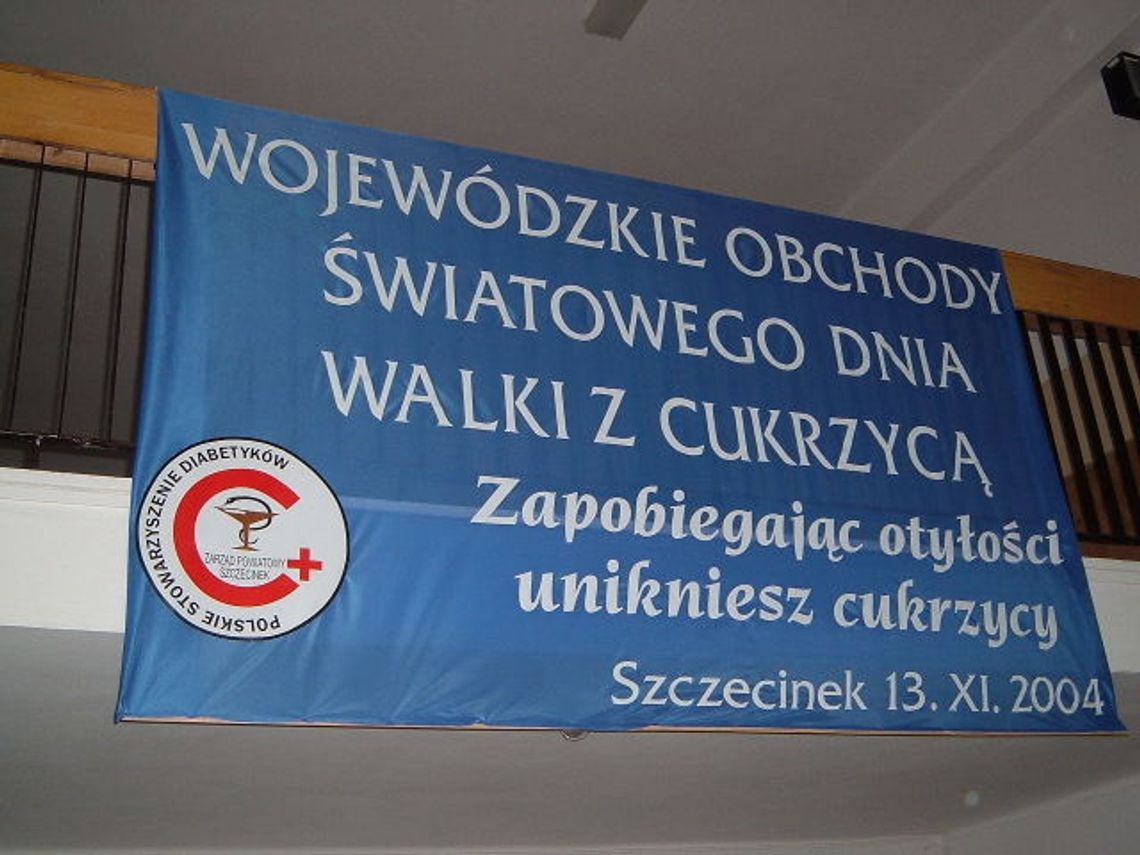 WOJEWÓDZKIE OBCHODY
ŚWIATOWEGO DNIA
WALKI Z CUKRZYCĄ
Zapobiegając otyłości
unikniesz cukrzycy
Szczecinek 13. XI. 2004
POLSKIE STOWARZYSZENIE DIABETYKÓW
ZARZĄD POWIATOWY
SZCZECINEK